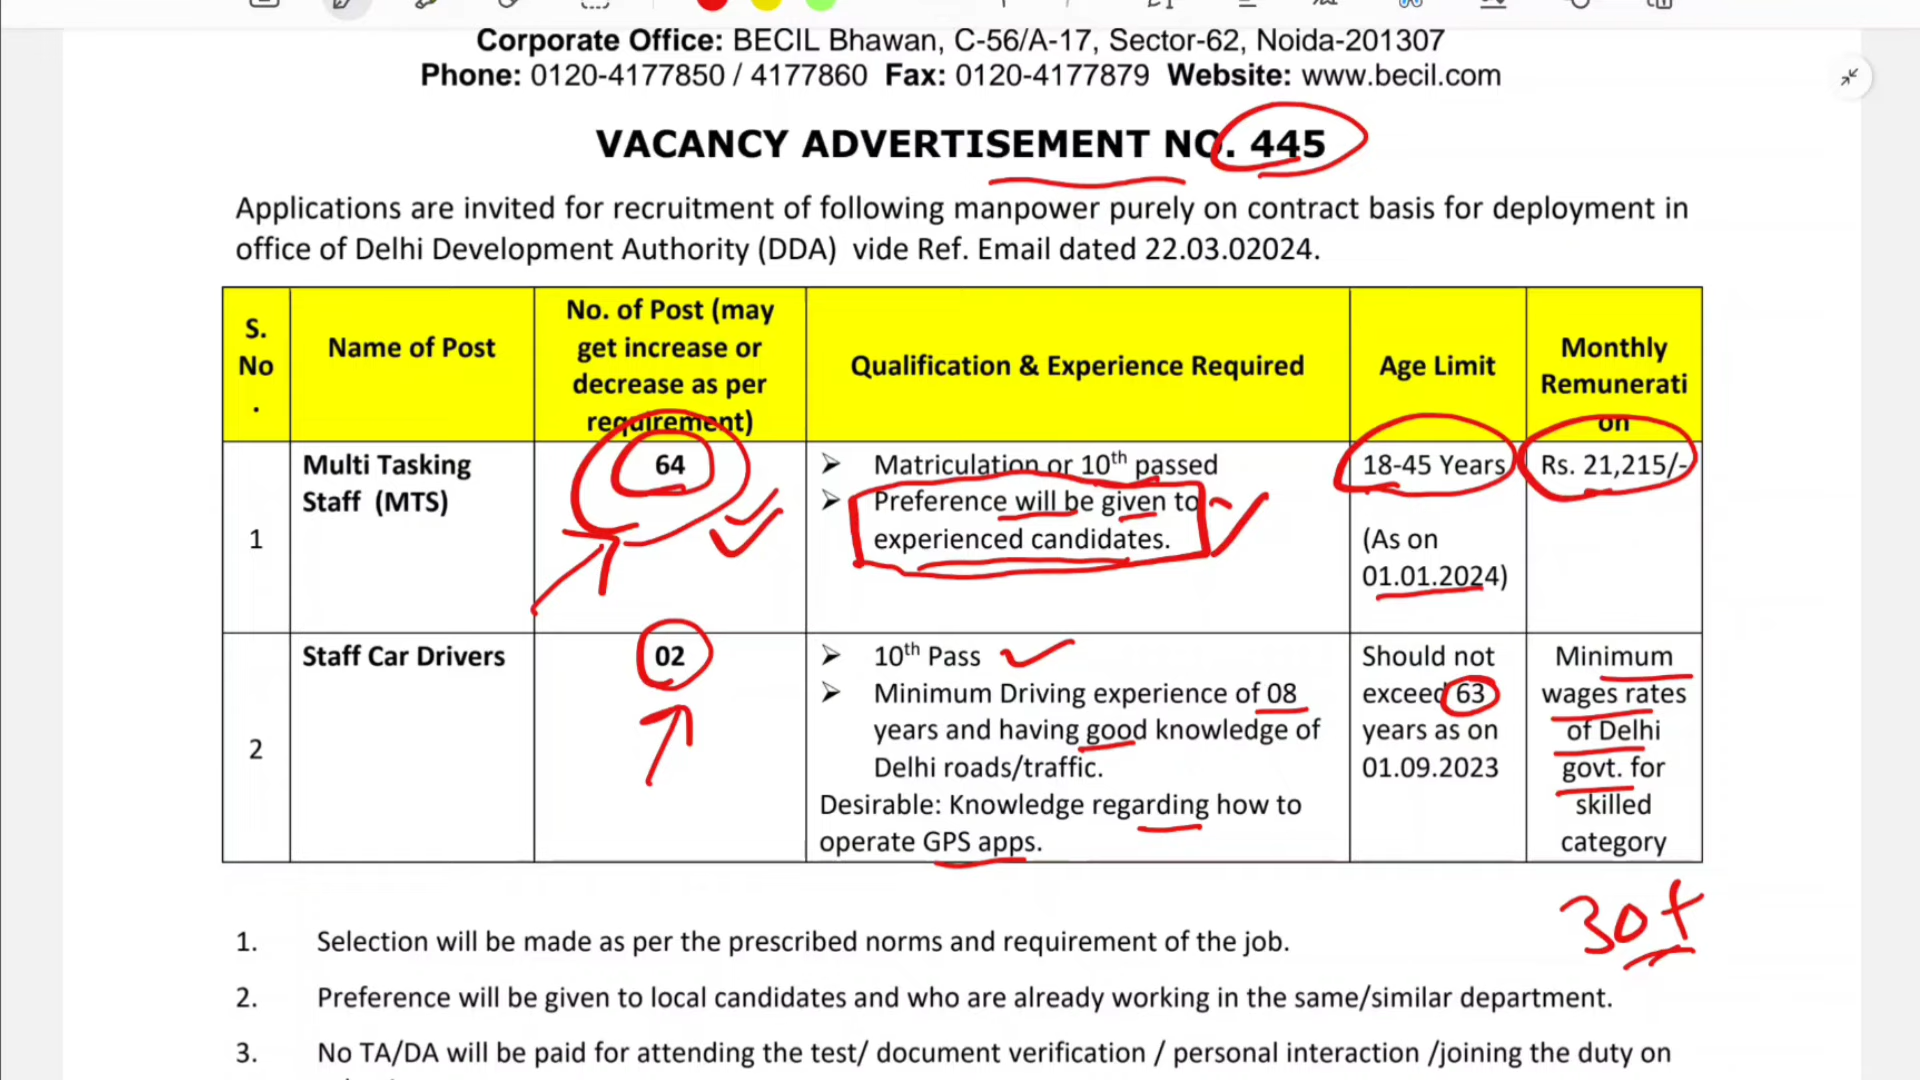 Corporate Office: BECIL Bhawan, C-56/A-17, Sector-62, Noida-201307
Phone: 0120-4177850 / 4177860 Fax: 0120-4177879 Website: www.becil.com
VACANCY ADVERTISEMENT NO. 445
Applications are invited for recruitment of following manpower purely on contract basis for deployment in
office of Delhi Development Authority (DDA) vide Ref. Email dated 22.03.02024.
S.
No
.
Name of Post
No. of Post (may
get increase or
decrease as per
requirement)
Qualification & Experience Required
Age Limit
Monthly
Remunerati
on
1
Multi Tasking
Staff (MTS)
64
➢ Matriculation or 10th passed
➢ Preference will be given to
experienced candidates.
18-45 Years
(As on
01.01.2024)
Rs. 21,215/-
2
Staff Car Drivers
02
➢ 10th Pass
➢ Minimum Driving experience of 08
years and having good knowledge of
Delhi roads/traffic.
Desirable: Knowledge regarding how to
operate GPS apps.
Should not
exceed 63
years as on
01.09.2023
Minimum
wages rates
of Delhi
govt. for
skilled
category
30+
1. Selection will be made as per the prescribed norms and requirement of the job.
2. Preference will be given to local candidates and who are already working in the same/similar department.
3. No TA/DA will be paid for attending the test/ document verification / personal interaction /joining the duty on